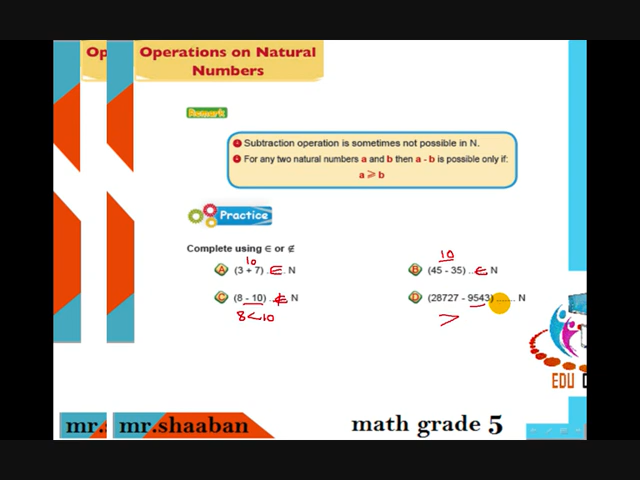 Op Op Operations on Natural
Numbers
Remark
Subtraction operation is sometimes not possible in N.
For any two natural numbers a and b then a - b is possible only if:
a ⩾ b
Practice
Complete using ∈ or ∉
10 10
A (3 + 7) ..∈.. N B (45 - 35) ..∈ N
C (8 - 10) ..∉.. N D (28727 - 9543) ........ N
8<10 >
EDU
mr. mr.shaaban math grade 5